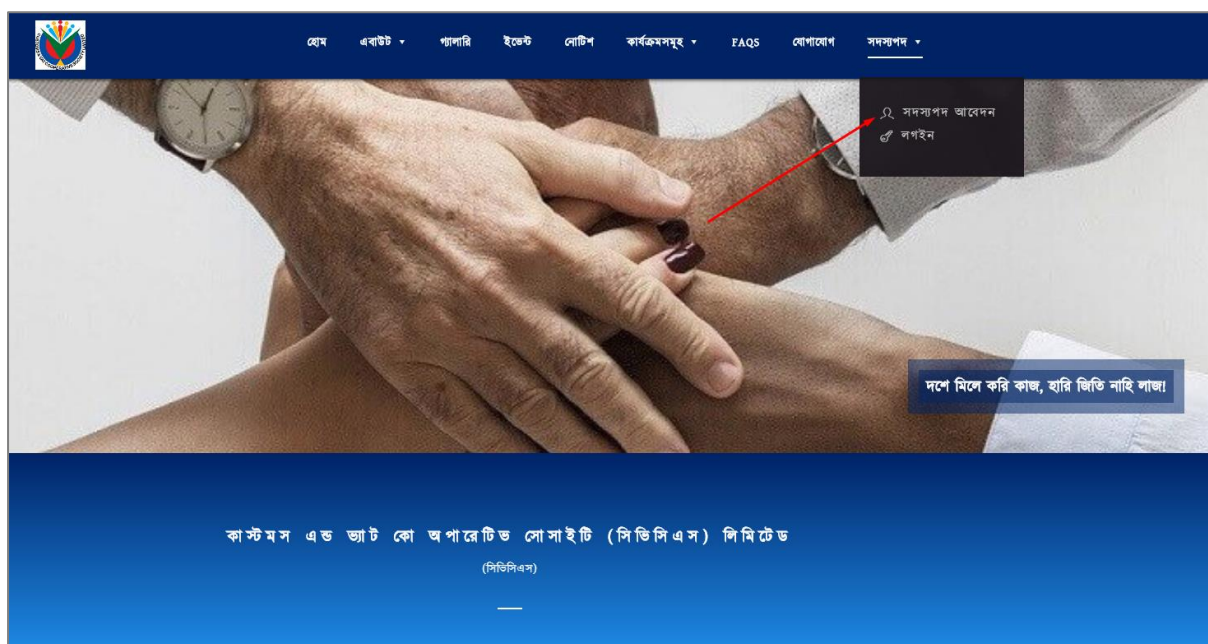 হোম এবাউট গ্যালারি ইভেন্ট নোটিশ কার্যক্রমসমূহ FAQS যোগাযোগ সদস্যপদ
সদস্যপদ আবেদন
লগইন
দশে মিলে করি কাজ, হারি জিতি নাহি লাজ!
কাস্টমস এন্ড ভ্যাট কো অপারেটিভ সোসাইটি (সিভিসিএস) লিমিটেড
(সিভিসিএস)